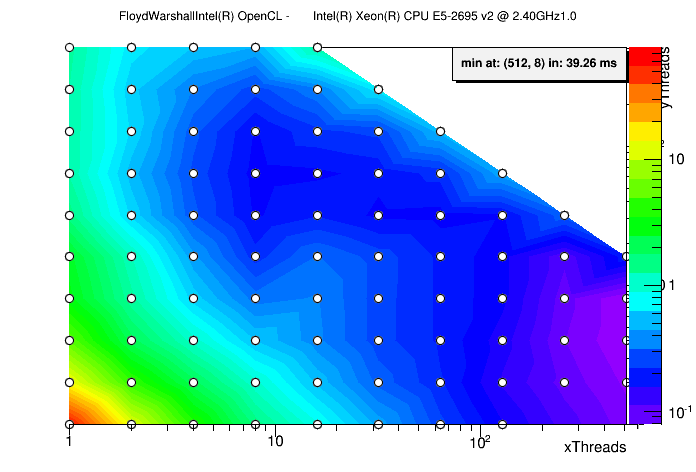 FloydWarshallIntel(R) OpenCL - Intel(R) Xeon(R) CPU E5-2695 v2 @ 2.40GHz1.0
min at: (512, 8) in: 39.26 ms
yThreads
10
1
10⁻¹
1
10
10²
xThreads